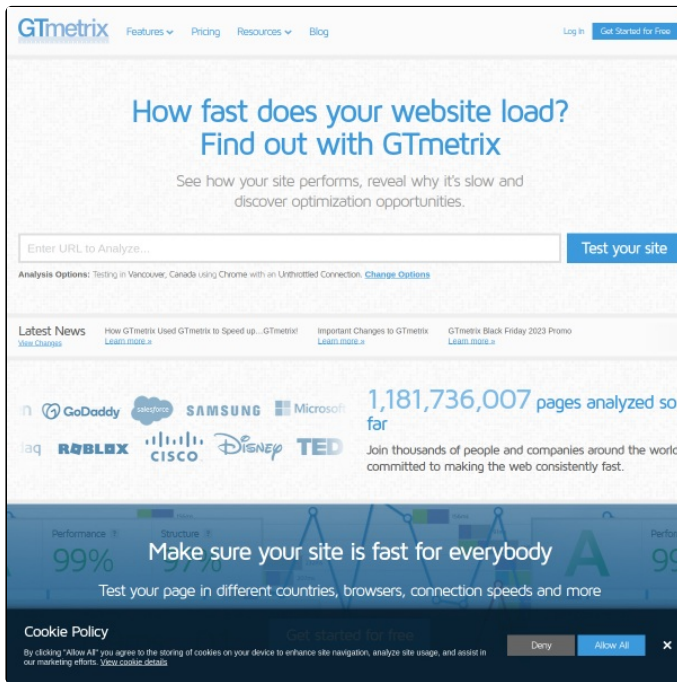 GTmetrix Features Pricing Resources Blog Log In Get Started for Free
How fast does your website load?
Find out with GTmetrix
See how your site performs, reveal why it's slow and
discover optimization opportunities.
Enter URL to Analyze... Test your site
Analysis Options: Testing in Vancouver, Canada using Chrome with an Unthrottled Connection. Change Options
Latest News
View Changes
How GTmetrix Used GTmetrix to Speed up...GTmetrix!
Learn more »
Important Changes to GTmetrix
Learn more »
GTmetrix Black Friday 2023 Promo
Learn more »
GoDaddy salesforce SAMSUNG Microsoft
ROBLOX CISCO Disney TED
1,181,736,007 pages analyzed so
far
Join thousands of people and companies around the world
committed to making the web consistently fast.
Performance ? Structure ?
99% 97% A
Make sure your site is fast for everybody
Test your page in different countries, browsers, connection speeds and more
Get started for free
Cookie Policy
By clicking "Allow All" you agree to the storing of cookies on your device to enhance site navigation, analyze site usage, and assist in
our marketing efforts. View cookie details
Deny Allow All ×